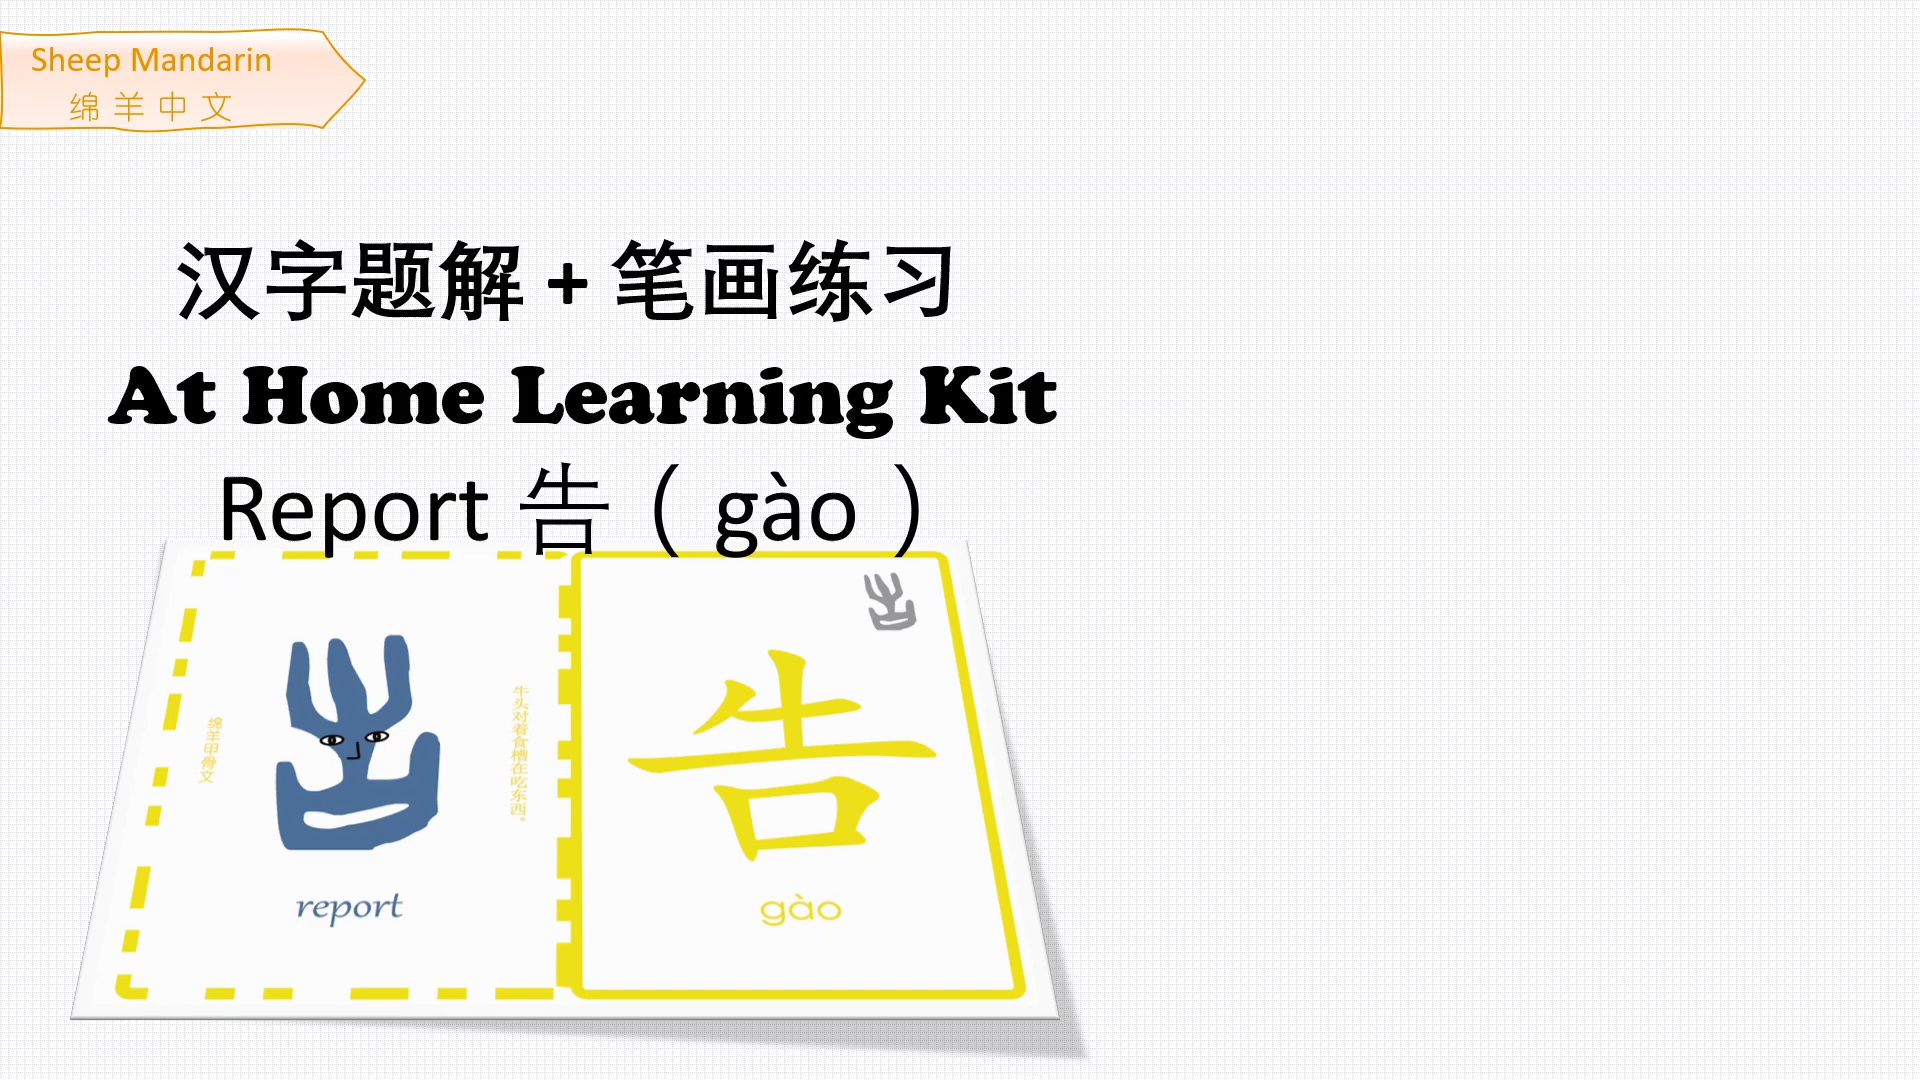 Sheep Mandarin
绵羊中文
汉字题解+笔画练习
At Home Learning Kit
Report 告(gào)
绵羊甲骨文
牛头对着食槽在吃东西。
report
告
gào